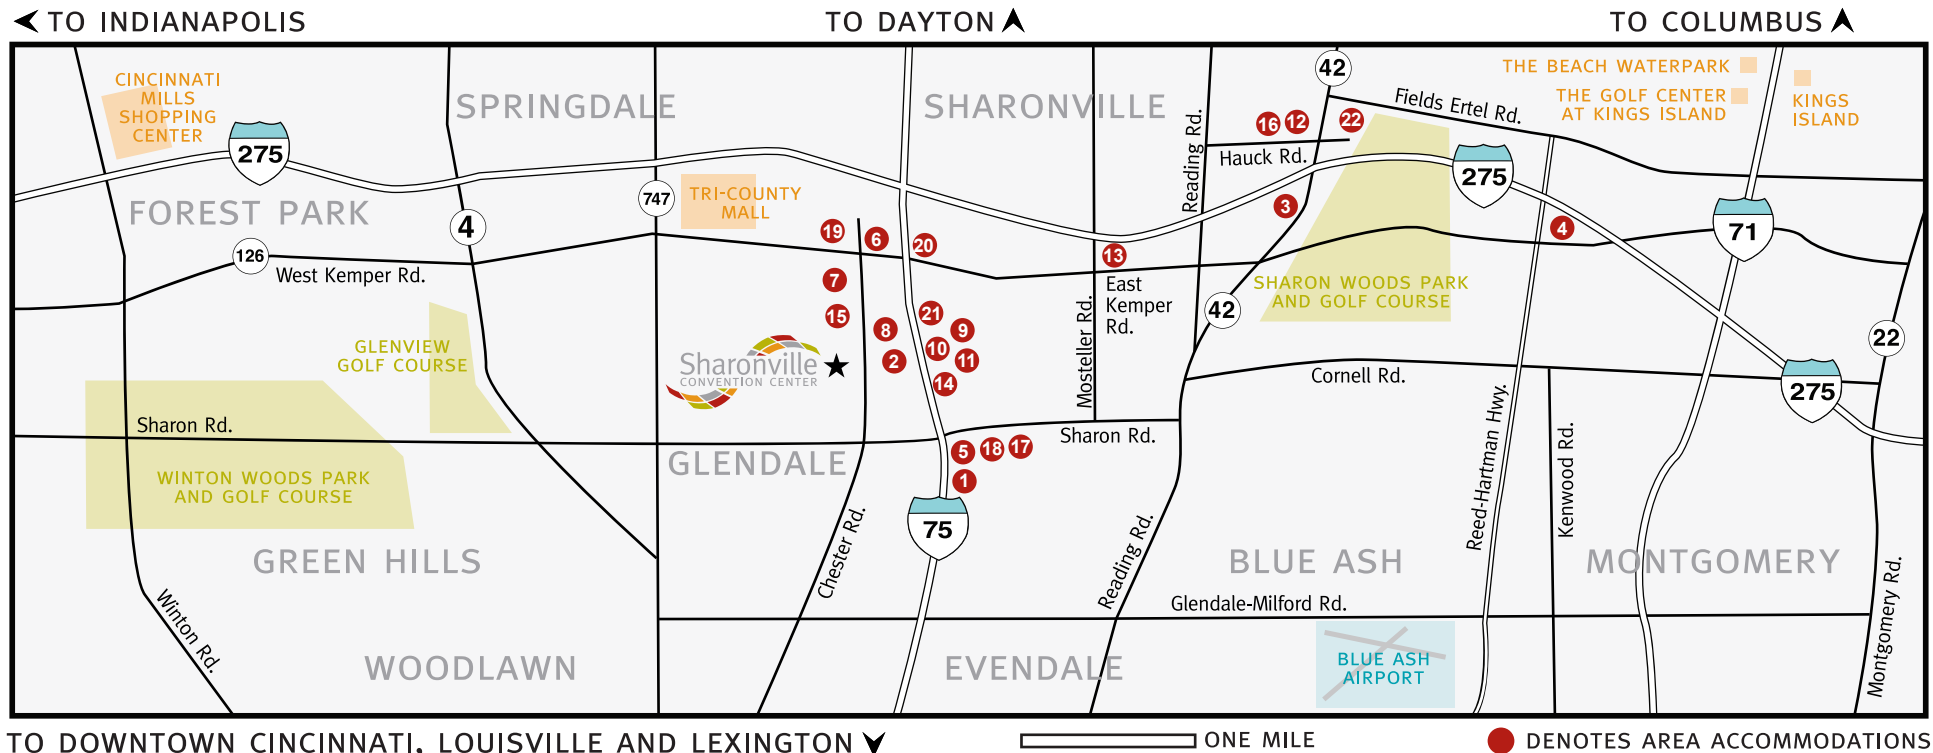 TO INDIANAPOLIS
TO DAYTON
TO COLUMBUS
CINCINNATI
MILLS
SHOPPING
CENTER
SPRINGDALE
SHARONVILLE
42
THE BEACH WATERPARK
THE GOLF CENTER
AT KINGS ISLAND
KINGS
ISLAND
Fields Ertel Rd.
16
12
22
Hauck Rd.
Reading Rd.
275
275
FOREST PARK
747
TRI-COUNTY
MALL
4
3
4
71
19
6
20
13
126
West Kemper Rd.
7
East
Kemper
Rd.
SHARON WOODS PARK
AND GOLF COURSE
42
15
8
21
9
2
10
11
14
Mosteller Rd.
22
GLENVIEW
GOLF COURSE
Sharonville
CONVENTION CENTER
Cornell Rd.
275
Sharon Rd.
Sharon Rd.
GLENDALE
5
18
17
1
WINTON WOODS PARK
AND GOLF COURSE
75
Reed-Hartman Hwy.
Kenwood Rd.
GREEN HILLS
Chester Rd.
Reading Rd.
BLUE ASH
MONTGOMERY
Glendale-Milford Rd.
Winton Rd.
Montgomery Rd.
WOODLAWN
EVENDALE
BLUE ASH
AIRPORT
TO DOWNTOWN CINCINNATI, LOUISVILLE AND LEXINGTON
ONE MILE
DENOTES AREA ACCOMMODATIONS